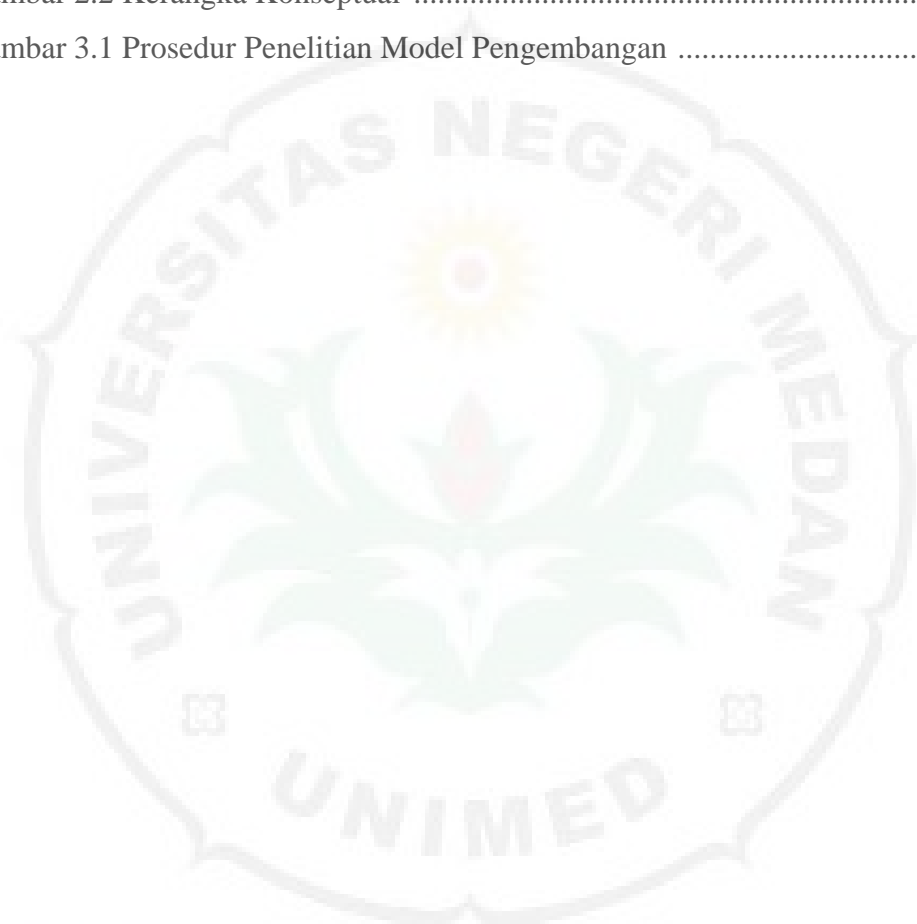 mbar 2.2 Kerangka Konseptual ................................................................
mbar 3.1 Prosedur Penelitian Model Pengembangan ..............................
UNIVERSITAS NEGERI MEDAN
UNIMED